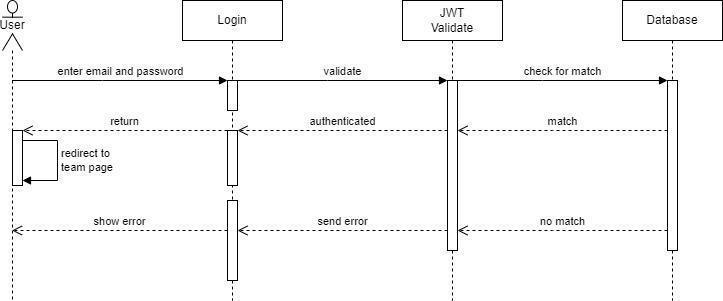 User
Login
JWT
Validate
Database
enter email and password
validate
check for match
return
authenticated
match
redirect to
team page
show error
send error
no match